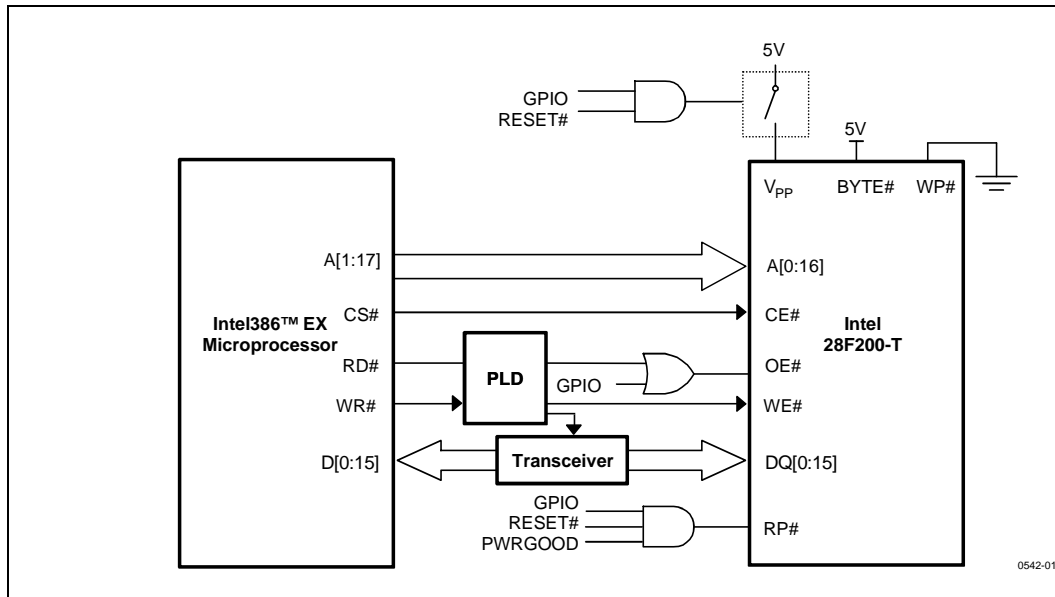 5V
GPIO
RESET#
5V
VPP
BYTE#
WP#
A[1:17]
A[0:16]
CS#
CE#
Intel386™ EX
Microprocessor
Intel
28F200-T
RD#
PLD
GPIO
OE#
WR#
WE#
D[0:15]
Transceiver
DQ[0:15]
GPIO
RESET#
PWRGOOD
RP#
0542-01